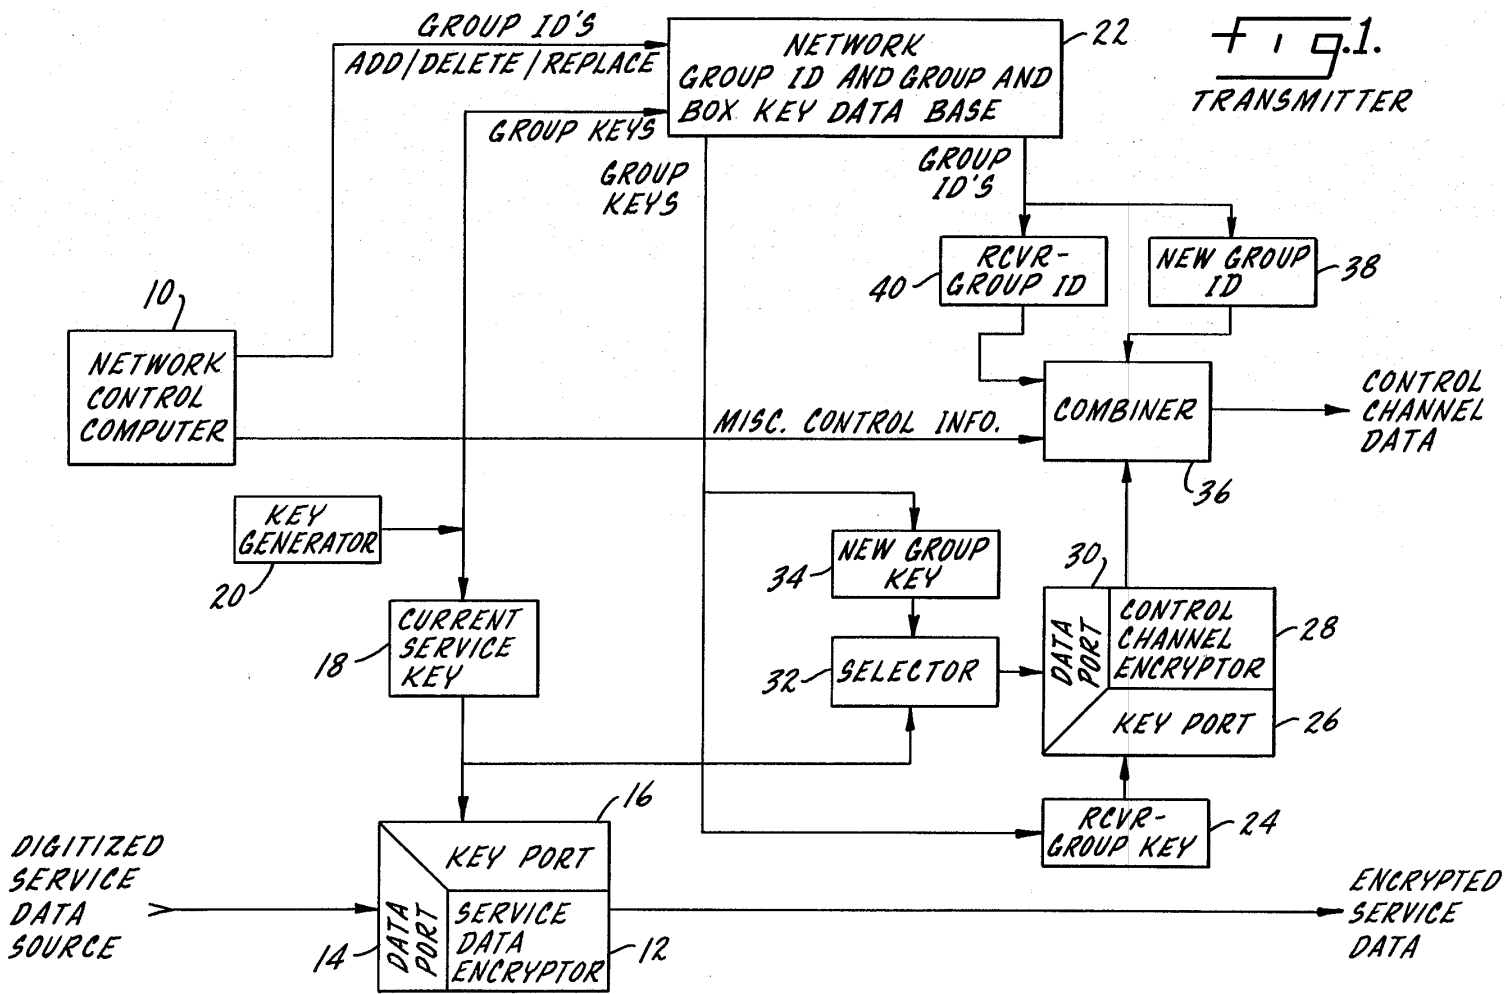 GROUP ID'S
ADD/DELETE/REPLACE
NETWORK
GROUP ID AND GROUP AND
BOX KEY DATA BASE
22
Fig.1.
TRANSMITTER
GROUP KEYS
GROUP
KEYS
GROUP
ID'S
RCVR-
GROUP ID
40
NEW GROUP
ID
38
10
NETWORK
CONTROL
COMPUTER
MISC. CONTROL INFO.
COMBINER
36
CONTROL
CHANNEL
DATA
KEY
GENERATOR
20
NEW GROUP
KEY
34
30
CURRENT
SERVICE
KEY
18
SELECTOR
32
DATA
PORT
CONTROL
CHANNEL
ENCRYPTOR
28
KEY PORT
26
16
RCVR-
GROUP KEY
24
DIGITIZED
SERVICE
DATA
SOURCE
KEY PORT
DATA
PORT
14
SERVICE
DATA
ENCRYPTOR
12
ENCRYPTED
SERVICE
DATA